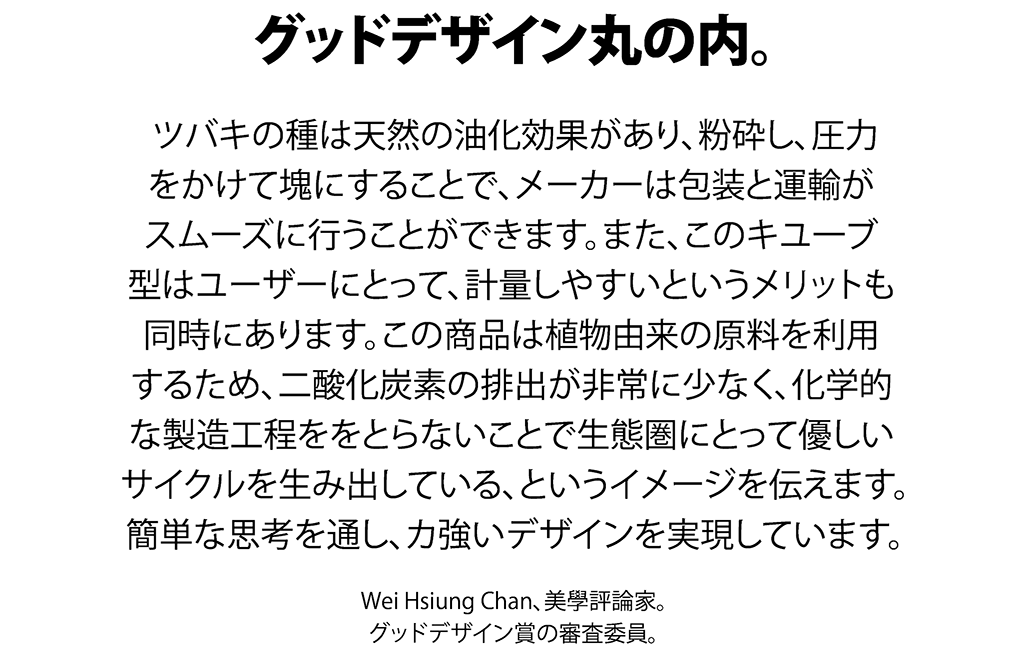 グッドデザイン丸の内。
ツバキの種は天然の油化効果があり、粉砕し、圧力
をかけて塊にすることで、メーカーは包装と運輸が
スムーズに行うことができます。また、このキユーブ
型はユーザーにとって、計量しやすいというメリットも
同時にあります。この商品は植物由来の原料を利用
するため、二酸化炭素の排出が非常に少なく、化学的
な製造工程ををとらないことで生態圏にとって優しい
サイクルを生み出している、というイメージを伝えます。
簡単な思考を通し、力強いデザインを実現しています。
Wei Hsiung Chan、美學評論家。
グッドデザイン賞の審査委員。